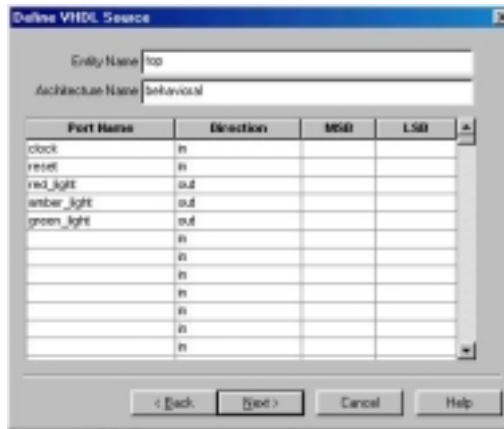 Define VHDL Source
Entity Name top
Architecture Name behavioral
Port Name Direction MSB LSB
clock in
reset in
red_light out
amber_light out
green_light out
in
in
in
in
in
in
in
< Back Next > Cancel Help